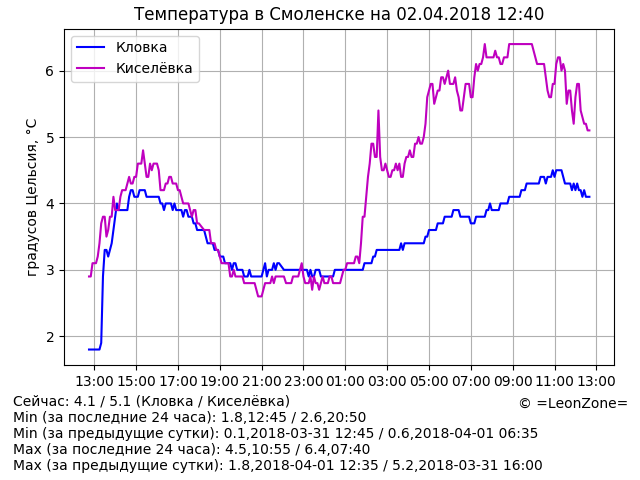 Температура в Смоленске на 02.04.2018 12:40
Кловка
Киселёвка
градусов Цельсия, °C
6
5
4
3
2
13:00 15:00 17:00 19:00 21:00 23:00 01:00 03:00 05:00 07:00 09:00 11:00 13:00
Сейчас: 4.1 / 5.1 (Кловка / Киселёвка)
© =LeonZone=
Min (за последние 24 часа): 1.8,12:45 / 2.6,20:50
Min (за предыдущие сутки): 0.1,2018-03-31 12:45 / 0.6,2018-04-01 06:35
Max (за последние 24 часа): 4.5,10:55 / 6.4,07:40
Max (за предыдущие сутки): 1.8,2018-04-01 12:35 / 5.2,2018-03-31 16:00